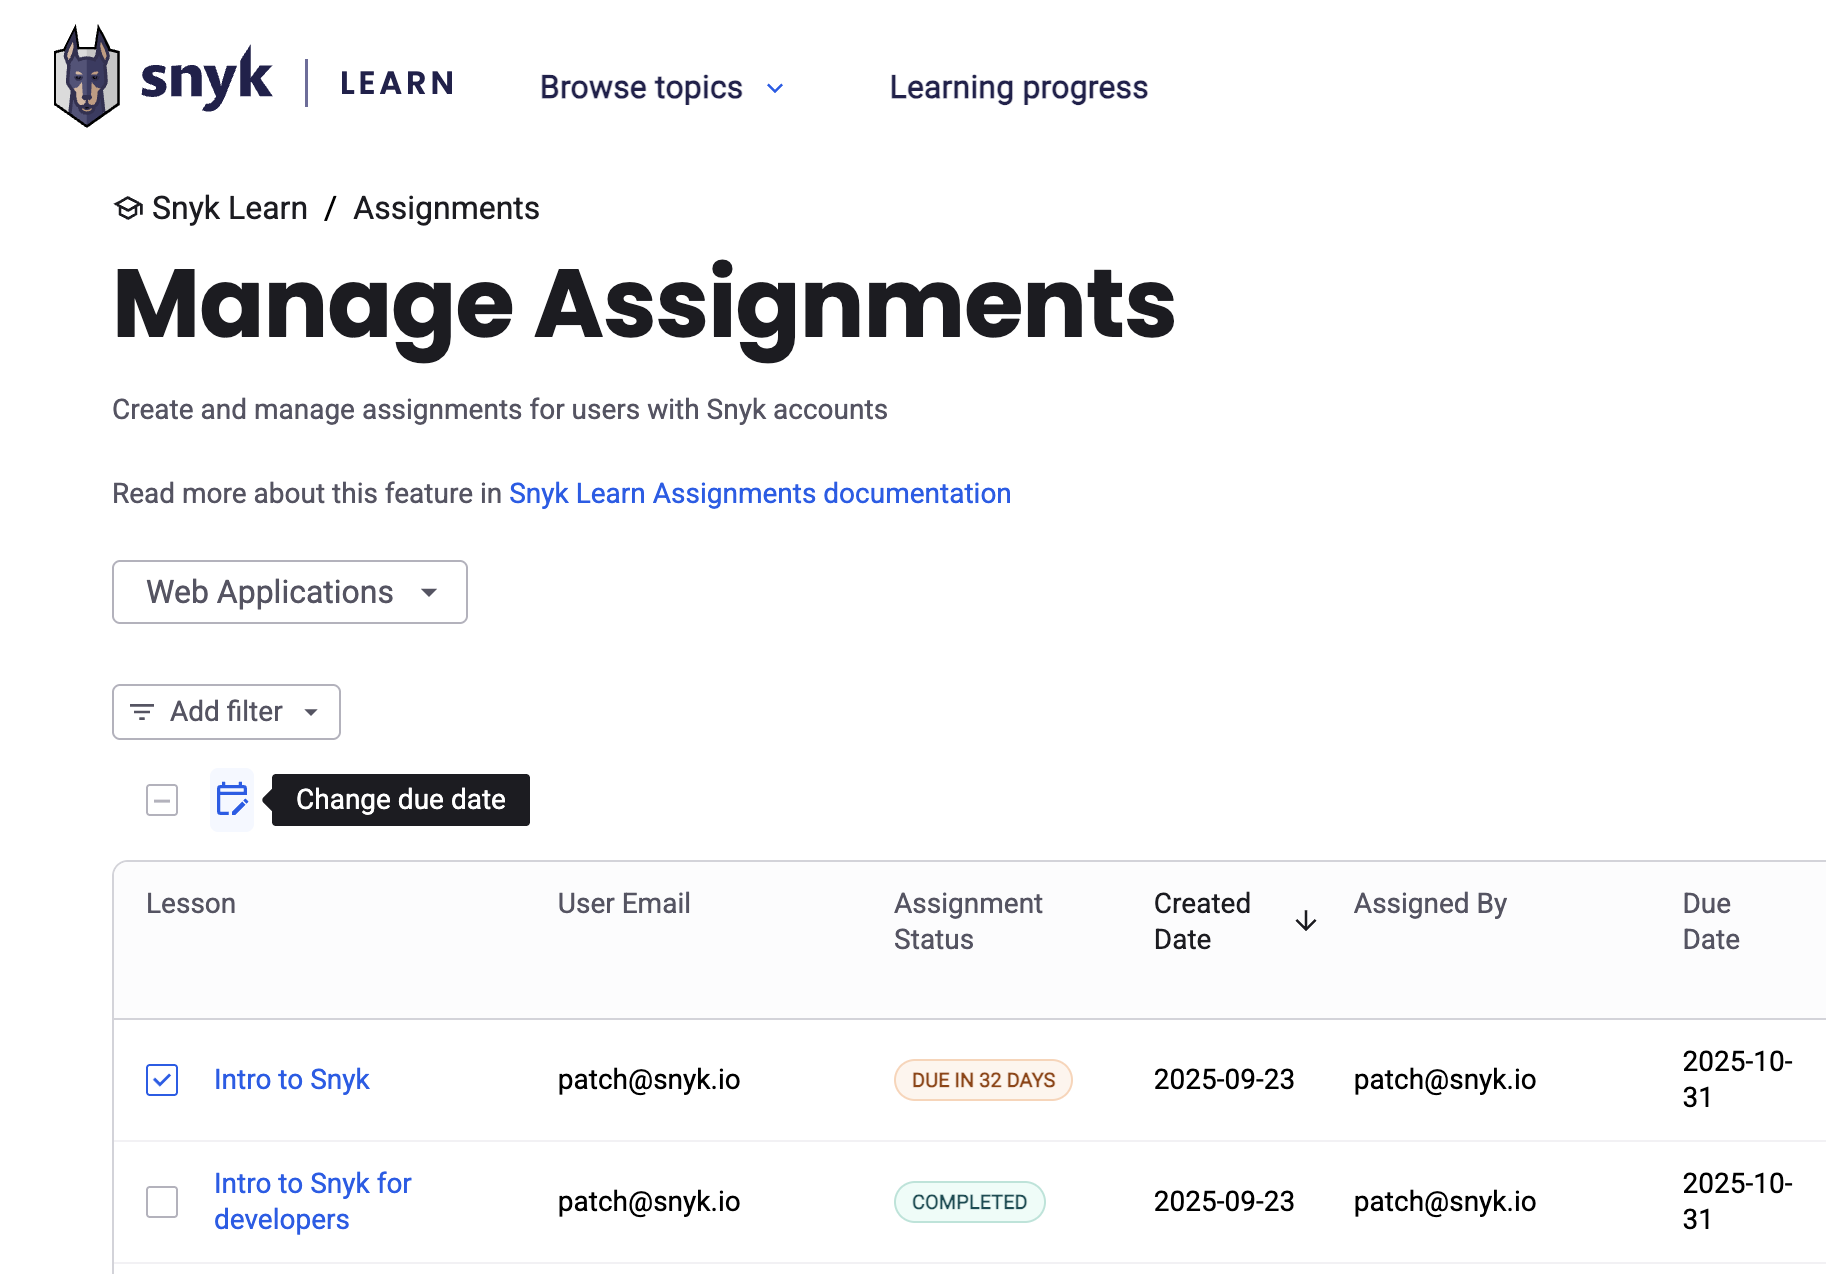 snyk | LEARN Browse topics Learning progress
Snyk Learn / Assignments
Manage Assignments
Create and manage assignments for users with Snyk accounts
Read more about this feature in Snyk Learn Assignments documentation
Web Applications
Add filter
Change due date
Lesson
User Email
Assignment
Status
Created
Date
Assigned By
Due
Date
Intro to Snyk
patch@snyk.io
DUE IN 32 DAYS
2025-09-23
patch@snyk.io
2025-10-
31
Intro to Snyk for
developers
patch@snyk.io
COMPLETED
2025-09-23
patch@snyk.io
2025-10-
31